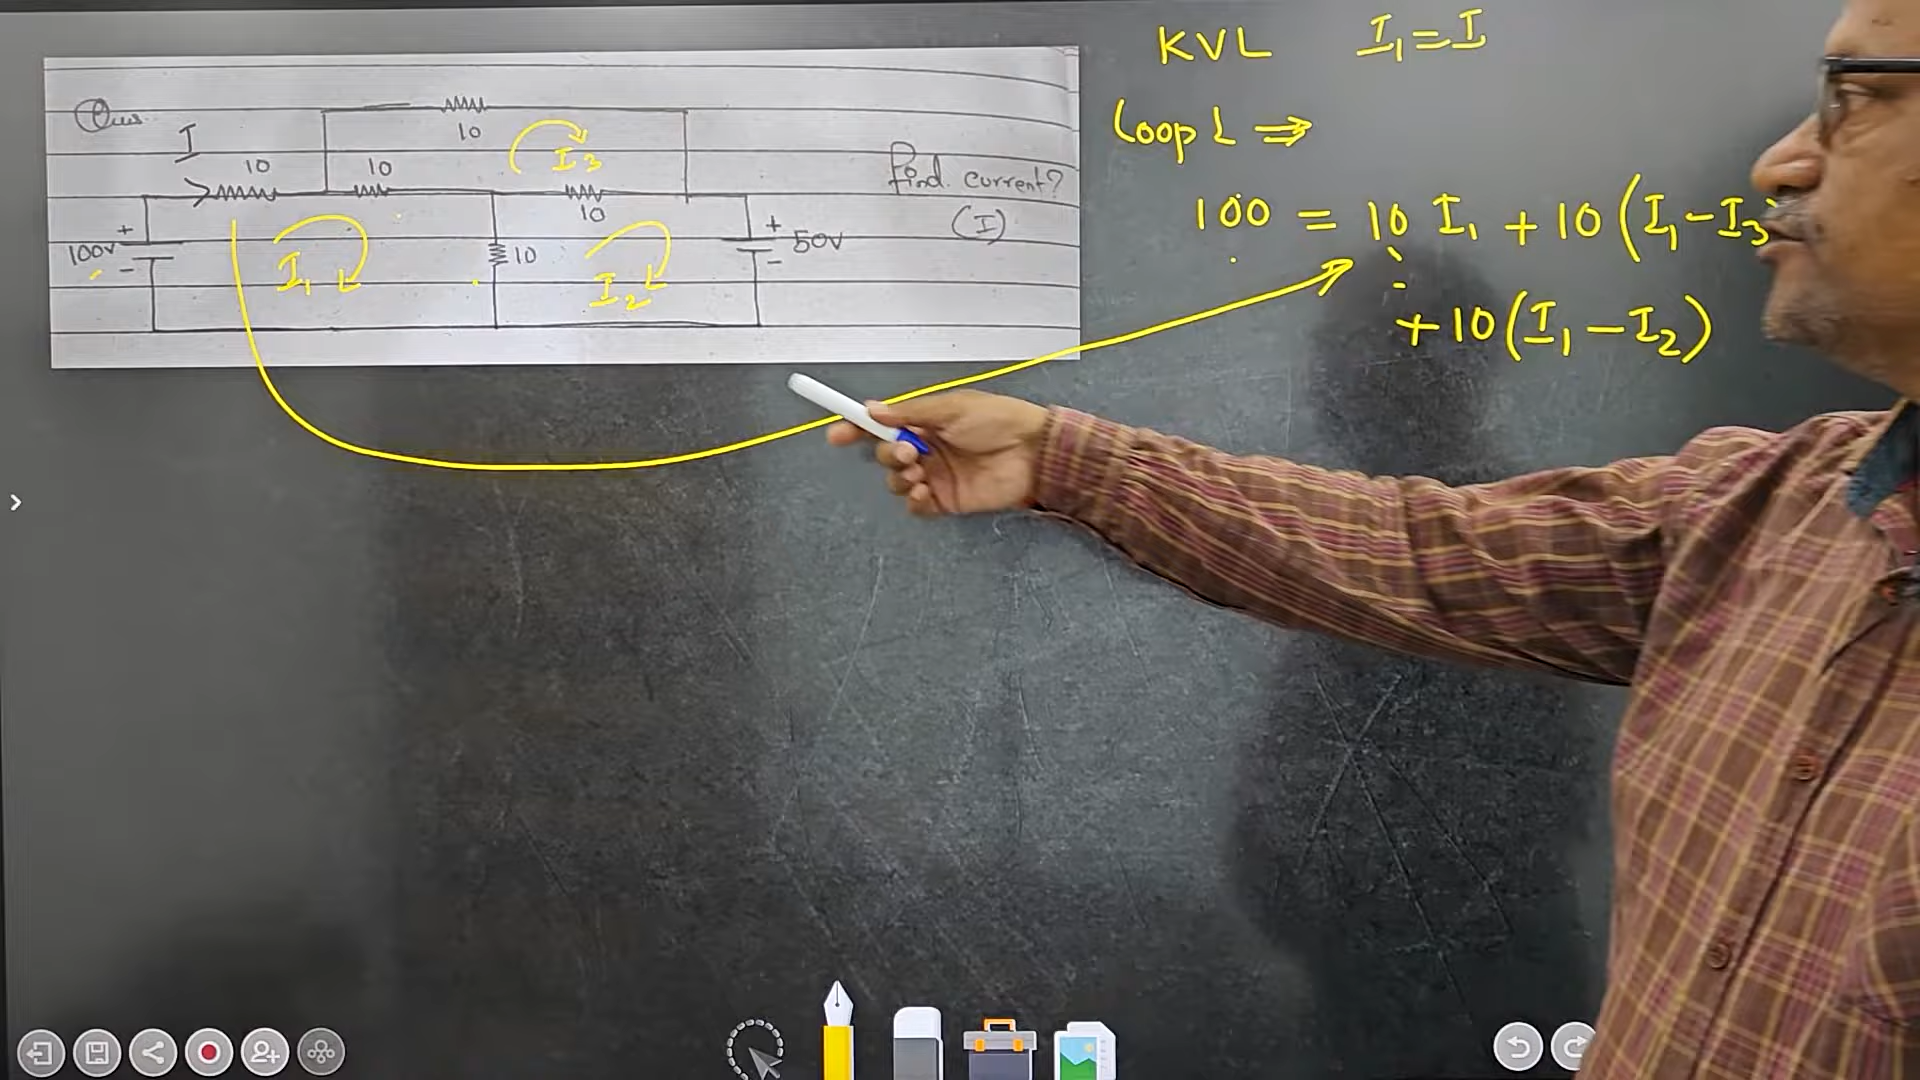 Ques
10
I
10
10
I3
find current?
10
(I)
+
+
100v
10
50v
-
-
I1
I2
KVL I1=I
Loop 1 ⇒
100 = 10 I1 + 10(I1-I3)
+10(I1-I2)